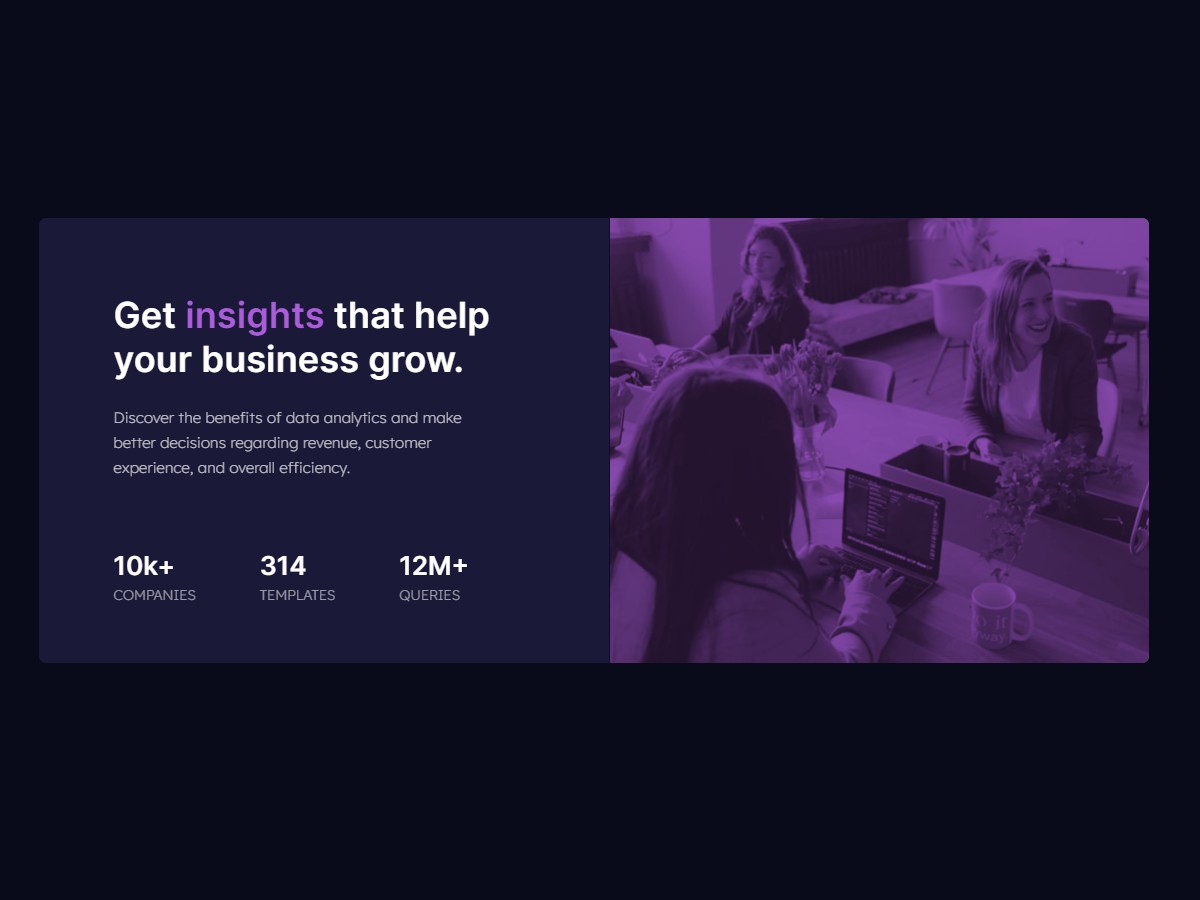 Get insights that help
your business grow.
Discover the benefits of data analytics and make
better decisions regarding revenue, customer
experience, and overall efficiency.
10k+ 314 12M+
COMPANIES TEMPLATES QUERIES